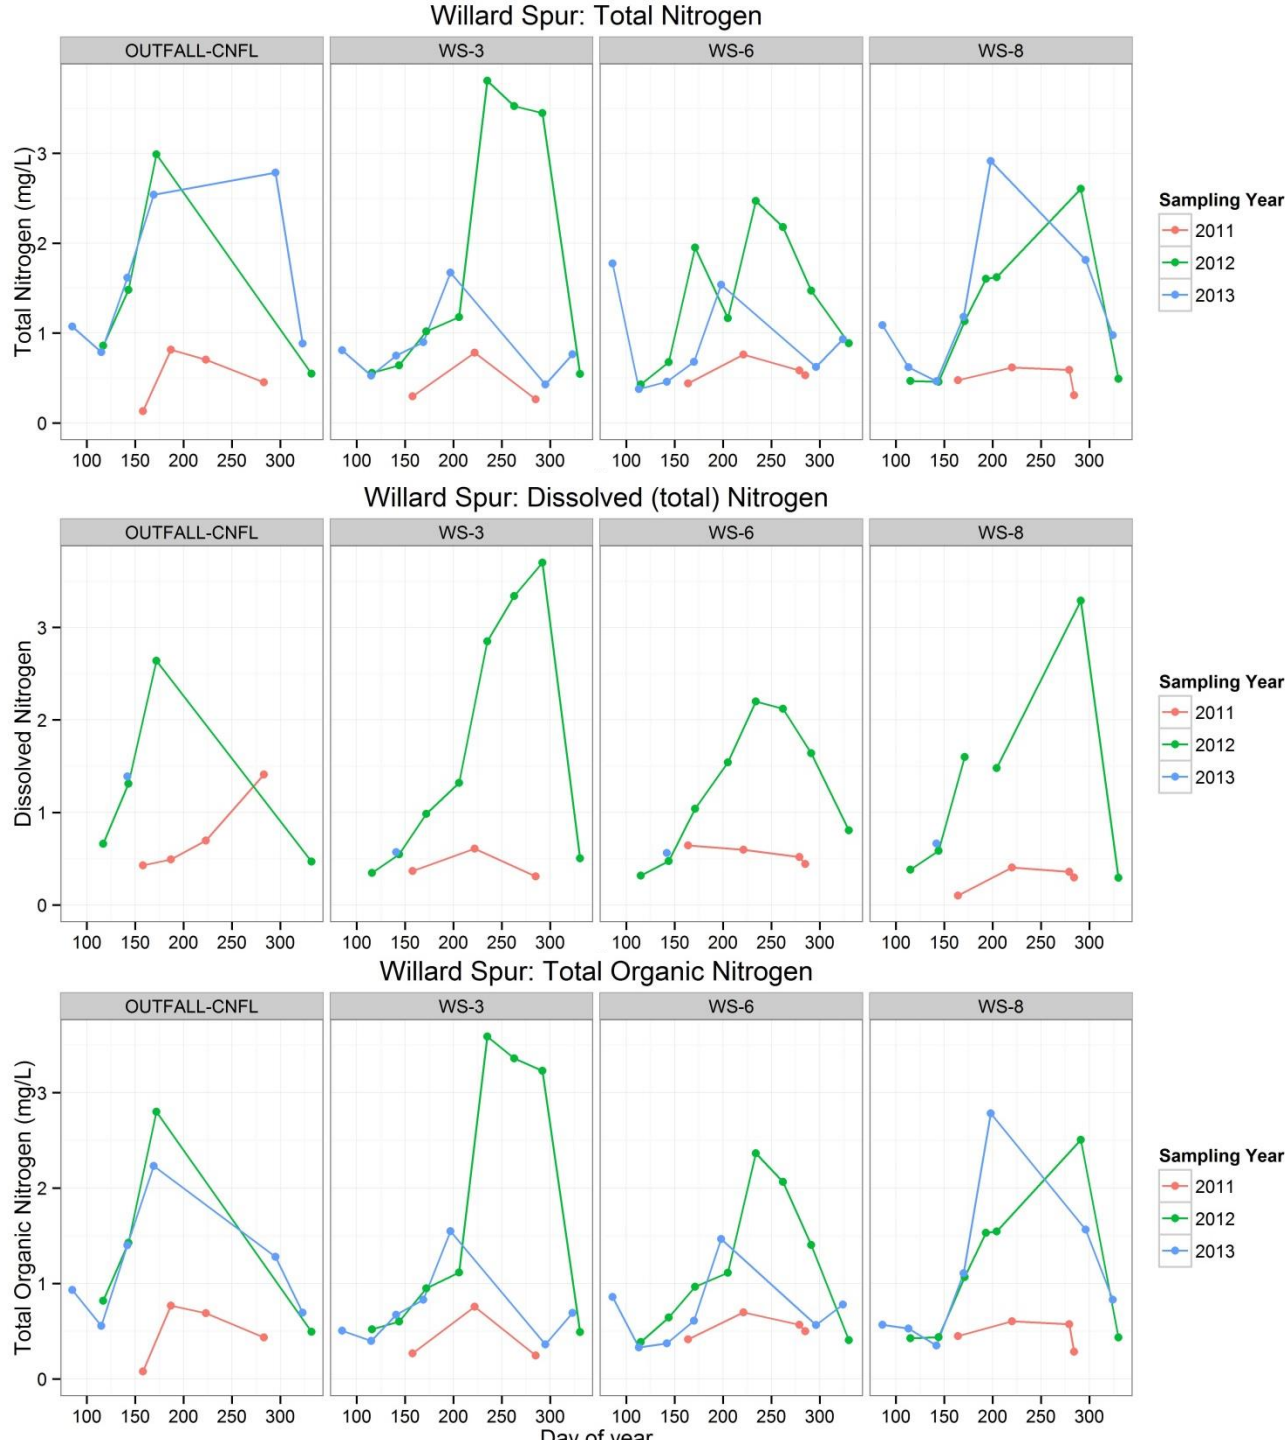 Willard Spur: Total Nitrogen
OUTFALL-CNFL WS-3 WS-6 WS-8
Total Nitrogen (mg/L)
3
2
1
0
100 150 200 250 300 100 150 200 250 300 100 150 200 250 300 100 150 200 250 300
Sampling Year
2011
2012
2013
Willard Spur: Dissolved (total) Nitrogen
OUTFALL-CNFL WS-3 WS-6 WS-8
Dissolved Nitrogen
3
2
1
0
100 150 200 250 300 100 150 200 250 300 100 150 200 250 300 100 150 200 250 300
Sampling Year
2011
2012
2013
Willard Spur: Total Organic Nitrogen
OUTFALL-CNFL WS-3 WS-6 WS-8
Total Organic Nitrogen (mg/L)
3
2
1
0
100 150 200 250 300 100 150 200 250 300 100 150 200 250 300 100 150 200 250 300
Day of year
Sampling Year
2011
2012
2013